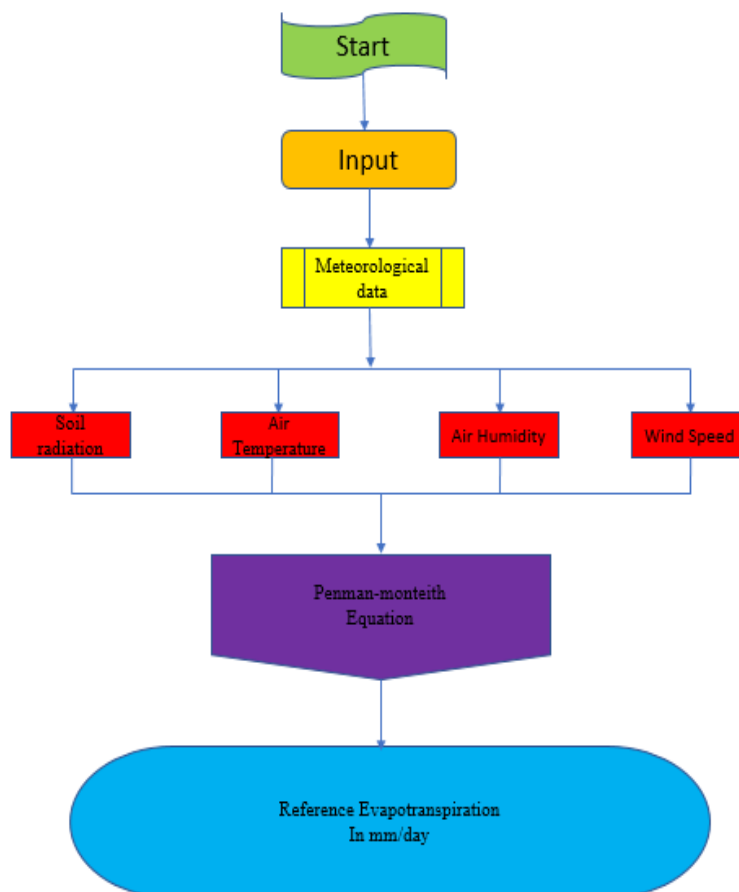 Start
Input
Meteorological
data
Soil
radiation
Air
Temperature
Air Humidity
Wind Speed
Penman-monteith
Equation
Reference Evapotranspiration
In mm/day